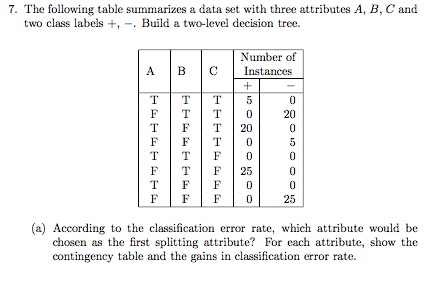 7. The following table summarizes a data set with three attributes A, B, C and
two class labels +, −. Build a two-level decision tree.
Number of
A B C Instances
+ −
T T T 5 0
F T T 0 20
T F T 20 0
F F T 0 5
T T F 0 0
F T F 25 0
T F F 0 0
F F F 0 25
(a) According to the classification error rate, which attribute would be
chosen as the first splitting attribute? For each attribute, show the
contingency table and the gains in classification error rate.